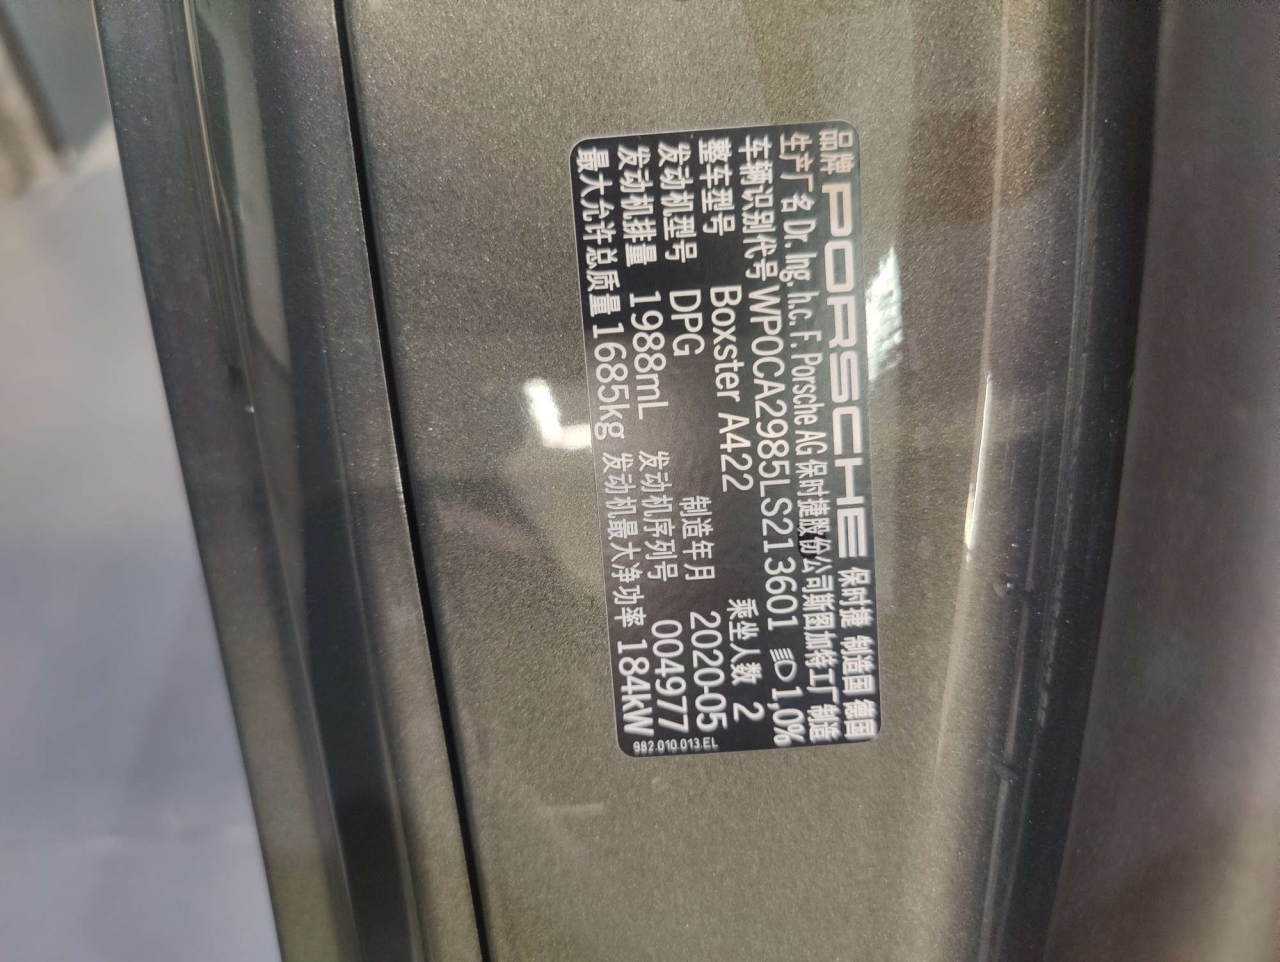 品牌 PORSCHE 保时捷 制造国 德国
生产厂名 Dr. Ing. h.c. F. Porsche AG 保时捷股份公司斯图加特工厂制造
车辆识别代号 WP0CA2985LS213601 1,0%
整车型号 Boxster A422 乘坐人数 2
发动机型号 DPG 制造年月 2020-05
发动机排量 1988mL 发动机序列号 004977
最大允许总质量 1685kg 发动机最大净功率 184kW
982.010.013.EL